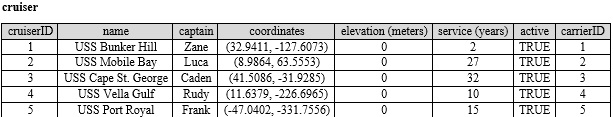 cruiser
cruiserID name captain coordinates elevation (meters) service (years) active carrierID
1 USS Bunker Hill Zane (32.9411, -127.6073) 0 2 TRUE 1
2 USS Mobile Bay Luca (8.9864, 63.5553) 0 27 TRUE 2
3 USS Cape St. George Caden (41.5086, -31.9285) 0 32 TRUE 3
4 USS Vella Gulf Rudy (11.6379, -226.6965) 0 10 TRUE 4
5 USS Port Royal Frank (-47.0402, -331.7556) 0 15 TRUE 5